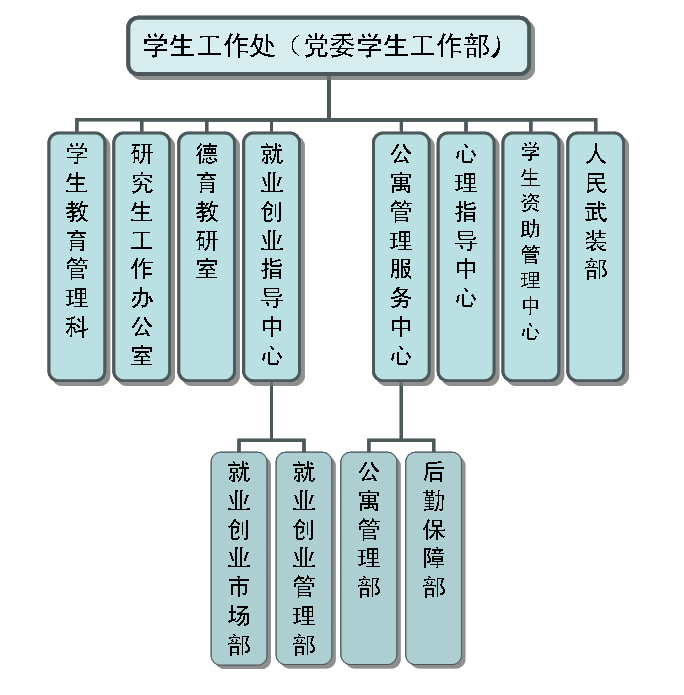 学生工作处（党委学生工作部）
学生教育管理科
研究生工作办公室
德育教研室
就业创业指导中心
公寓管理服务中心
心理指导中心
学生资助管理中心
人民武装部
就业创业市场部
就业创业管理部
公寓管理部
后勤保障部